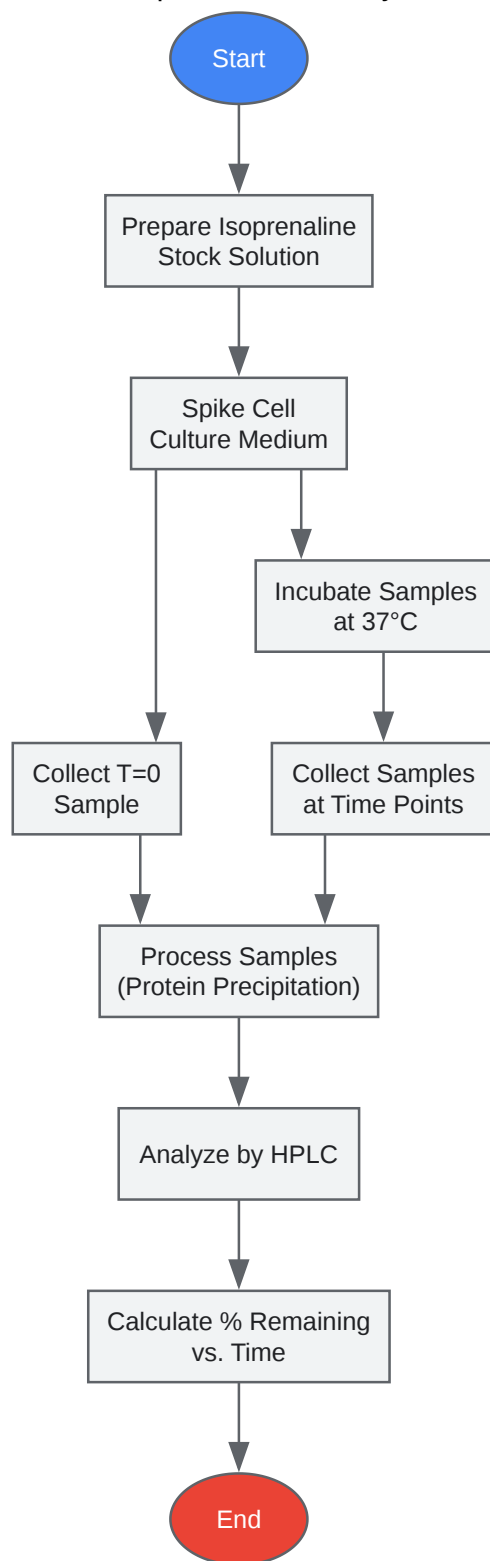 Start
Prepare Isoprenaline
Stock Solution
Spike Cell
Culture Medium
Incubate Samples
at 37°C
Collect T=0
Sample
Collect Samples
at Time Points
Process Samples
(Protein Precipitation)
Analyze by HPLC
Calculate % Remaining
vs. Time
End